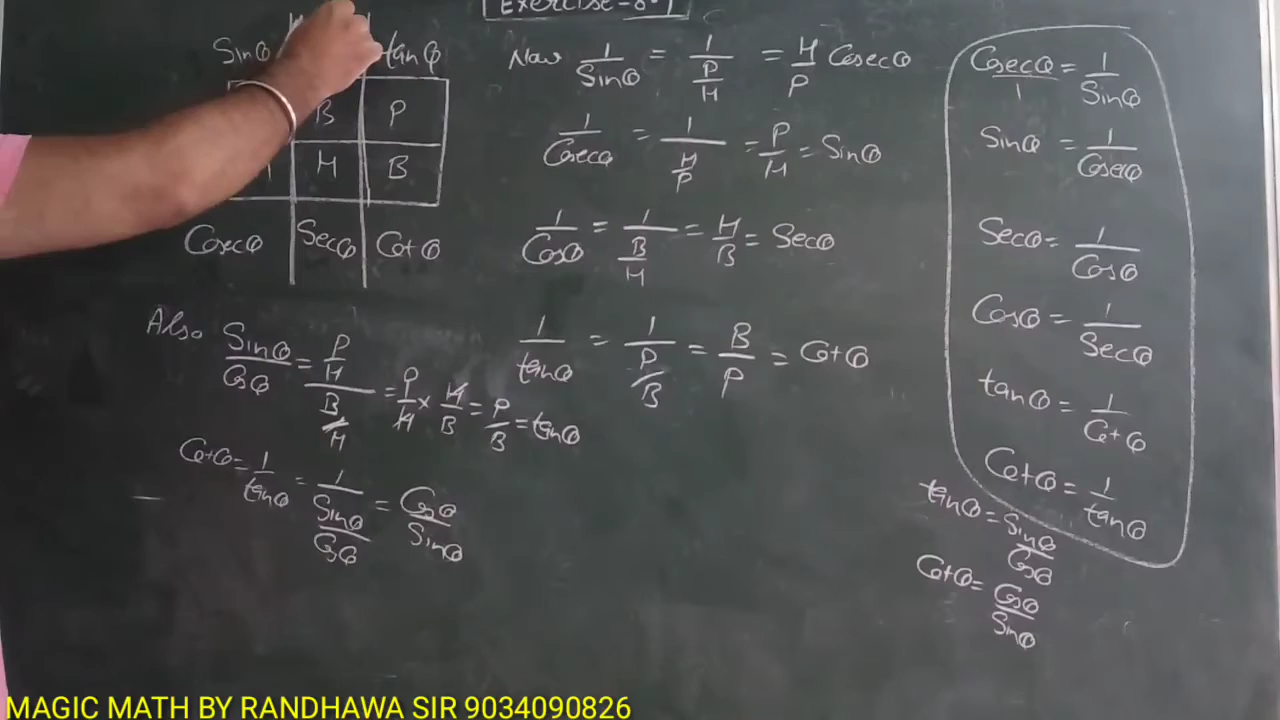 Exercise-8.1
Sinθ tanθ
B P
H H B
Cosecθ Secθ Cotθ
Now 1/Sinθ = 1/(P/H) = H/P Cosecθ
1/Cosecθ = 1/(H/P) = P/H = Sinθ
1/Cosθ = 1/(B/H) = H/B = Secθ
1/tanθ = 1/(P/B) = B/P = Cotθ
Also Sinθ/Cosθ = (P/H)/(B/H) = P/H × H/B = P/B = tanθ
Cotθ = 1/tanθ = 1/(Sinθ/Cosθ) = Cosθ/Sinθ
Cosecθ/1 = 1/Sinθ
Sinθ = 1/Cosecθ
Secθ = 1/Cosθ
Cosθ = 1/Secθ
tanθ = 1/Cotθ
Cotθ = 1/tanθ
tanθ = Sinθ/Cosθ
Cotθ = Cosθ/Sinθ
MAGIC MATH BY RANDHAWA SIR 9034090826